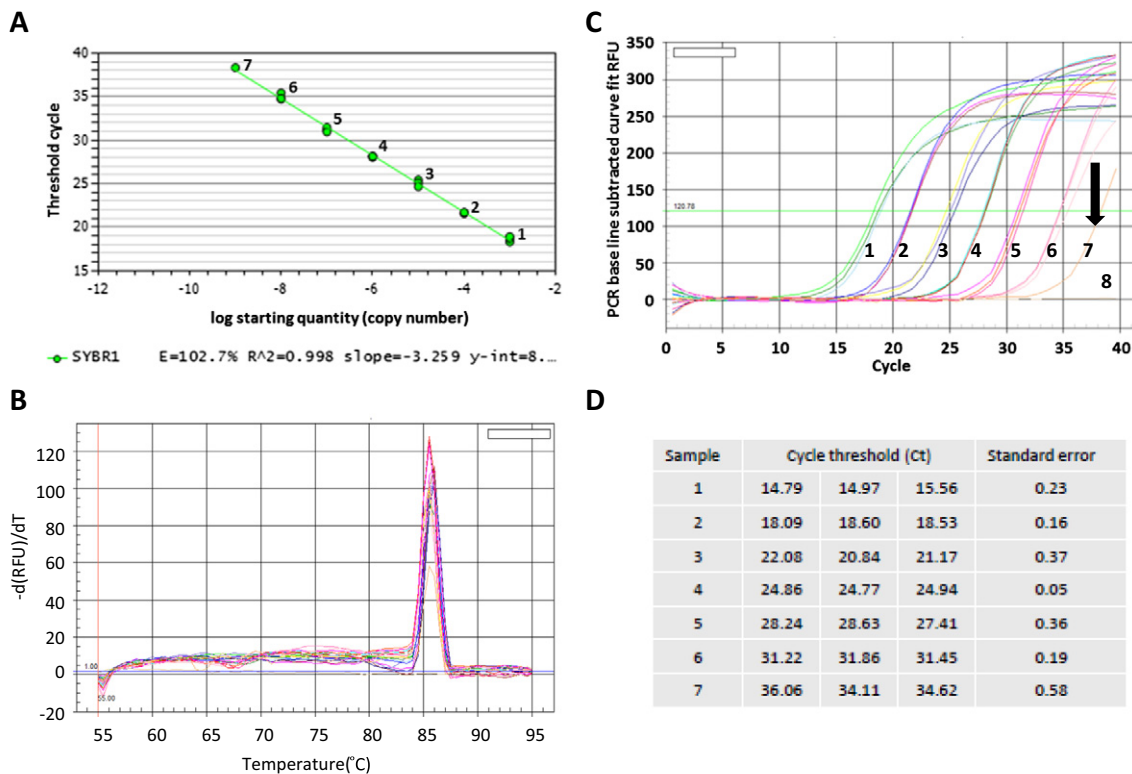 A
Threshold cycle
40
35
30
25
20
15
7
6
5
4
3
2
1
-12 -10 -8 -6 -4 -2
log starting quantity (copy number)
SYBR1 E=102.7% R^2=0.998 slope=-3.259 y-int=8....
B
-d(RFU)/dT
120
100
80
60
40
20
0
-20
1.00
55.00
55 60 65 70 75 80 85 90 95
Temperature(°C)
C
PCR base line subtracted curve fit RFU
350
300
250
200
150
100
50
0
120.78
1 2 3 4 5 6 7
8
0 5 10 15 20 25 30 35 40
Cycle
D
Sample Cycle threshold (Ct) Standard error
1 14.79 14.97 15.56 0.23
2 18.09 18.60 18.53 0.16
3 22.08 20.84 21.17 0.37
4 24.86 24.77 24.94 0.05
5 28.24 28.63 27.41 0.36
6 31.22 31.86 31.45 0.19
7 36.06 34.11 34.62 0.58